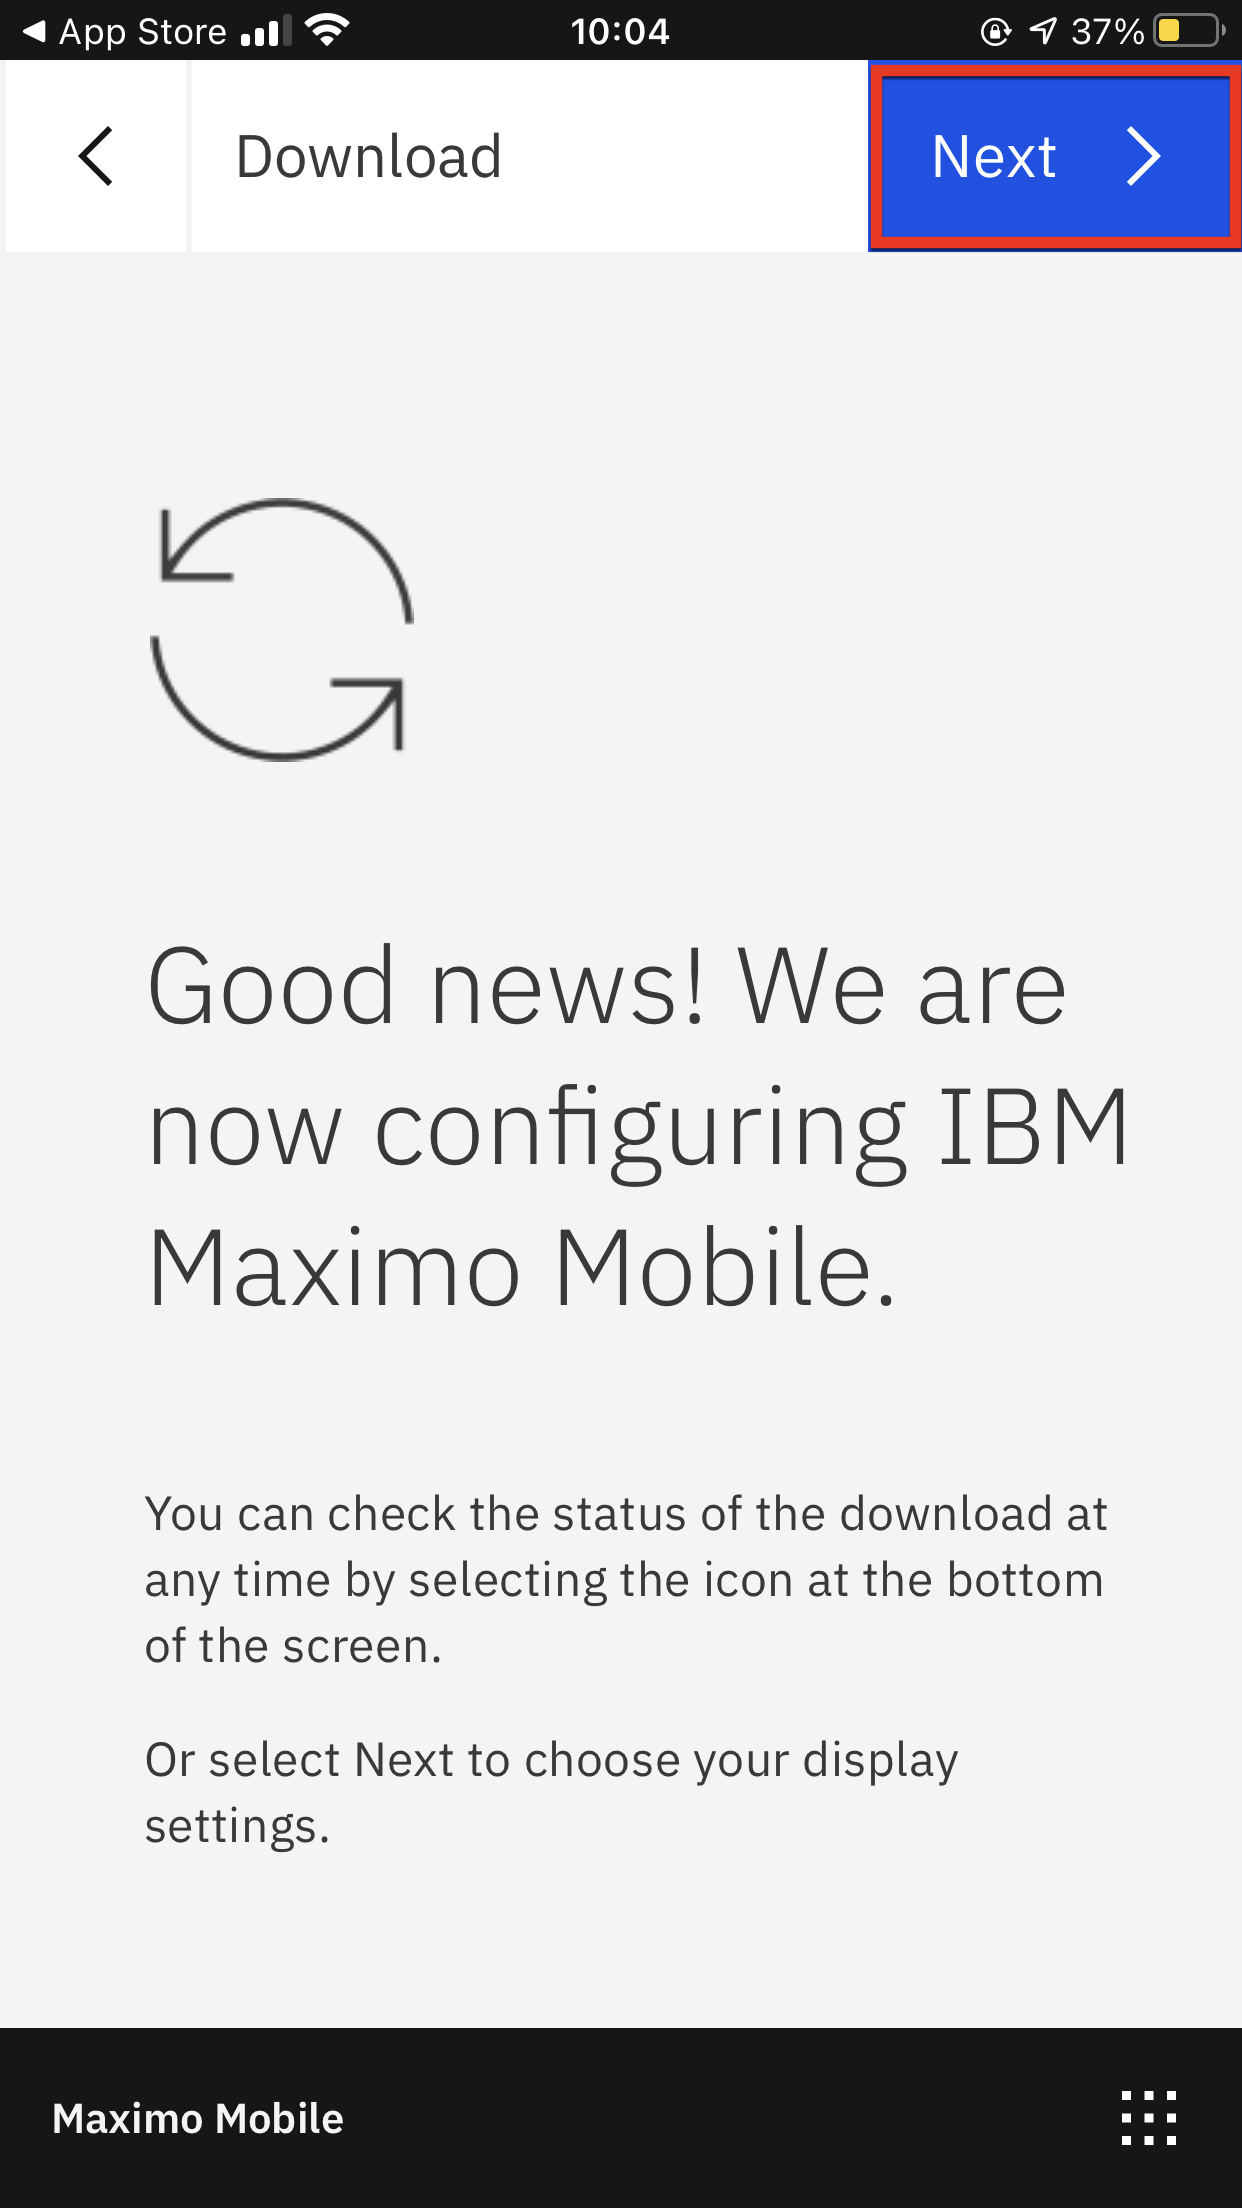 App Store 10:04 37%
Download Next
Good news! We are
now configuring IBM
Maximo Mobile.
You can check the status of the download at
any time by selecting the icon at the bottom
of the screen.
Or select Next to choose your display
settings.
Maximo Mobile